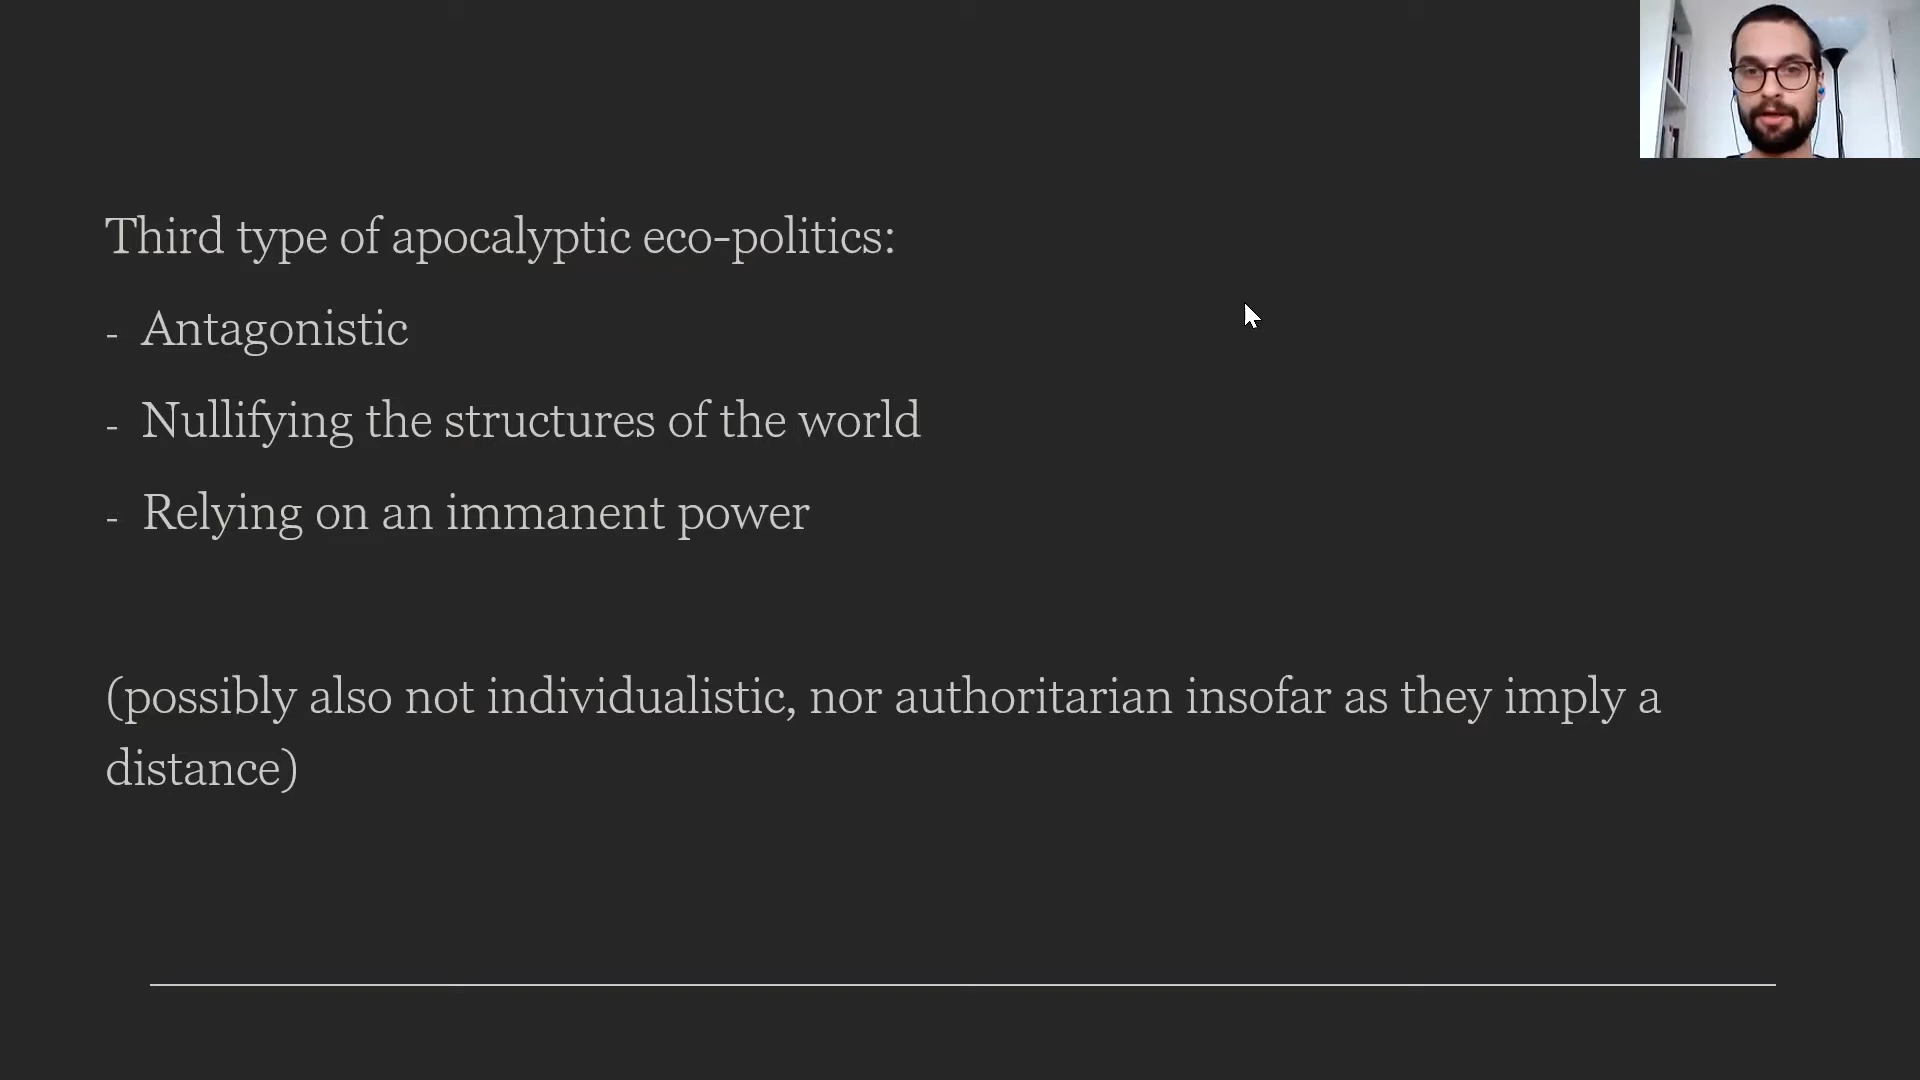 Third type of apocalyptic eco-politics:
- Antagonistic
- Nullifying the structures of the world
- Relying on an immanent power
(possibly also not individualistic, nor authoritarian insofar as they imply a
distance)